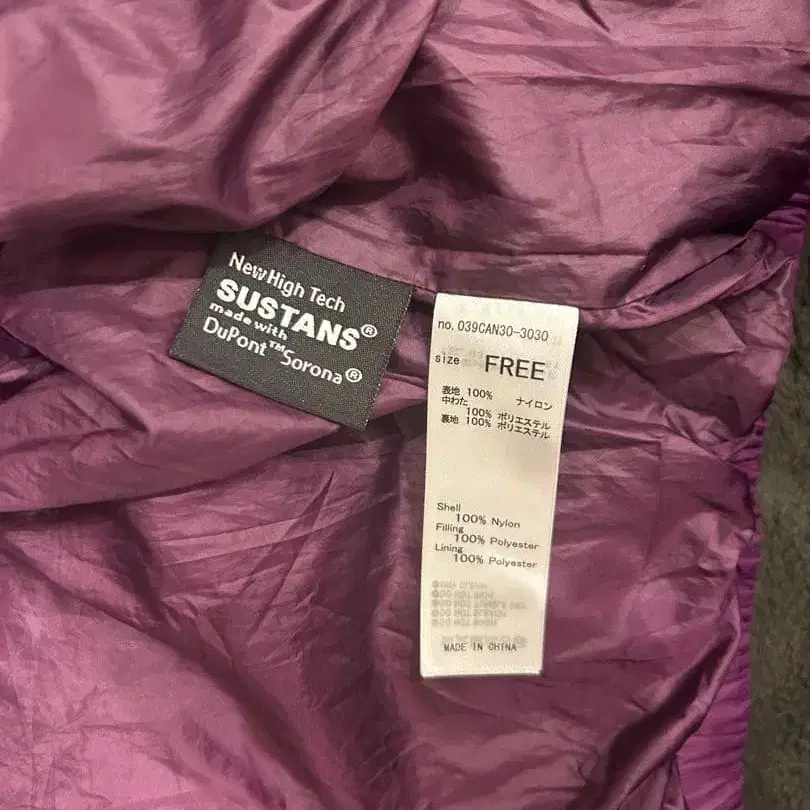 NewHigh Tech
SUSTANS®
made with
DuPont™Sorona®
no.039CAN30-3030
size FREE
表地 100% ナイロン
中わた
100% ポリエステル
裏地 100% ポリエステル
Shell
100% Nylon
Filling
100% Polyester
Lining
100% Polyester
MADE IN CHINA